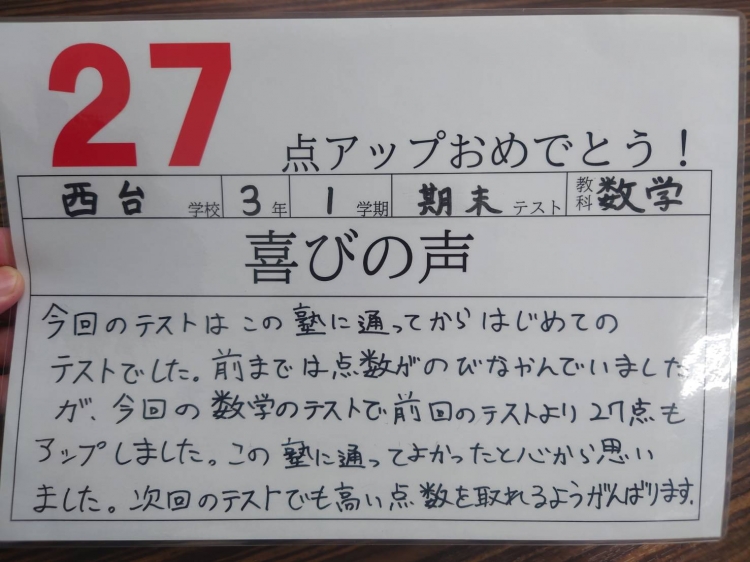 27
点アップおめでとう！
西台 学校 3年 1学期 期末 テスト 教科 数学
喜びの声
今回のテストはこの塾に通ってからはじめての
テストでした。前までは点数がのびなかんでいました
が、今回の数学のテストで前回のテストより27点も
アップしました。この塾に通ってよかったと心から思い
ました。次回のテストでも高い点数を取れるようがんばります。